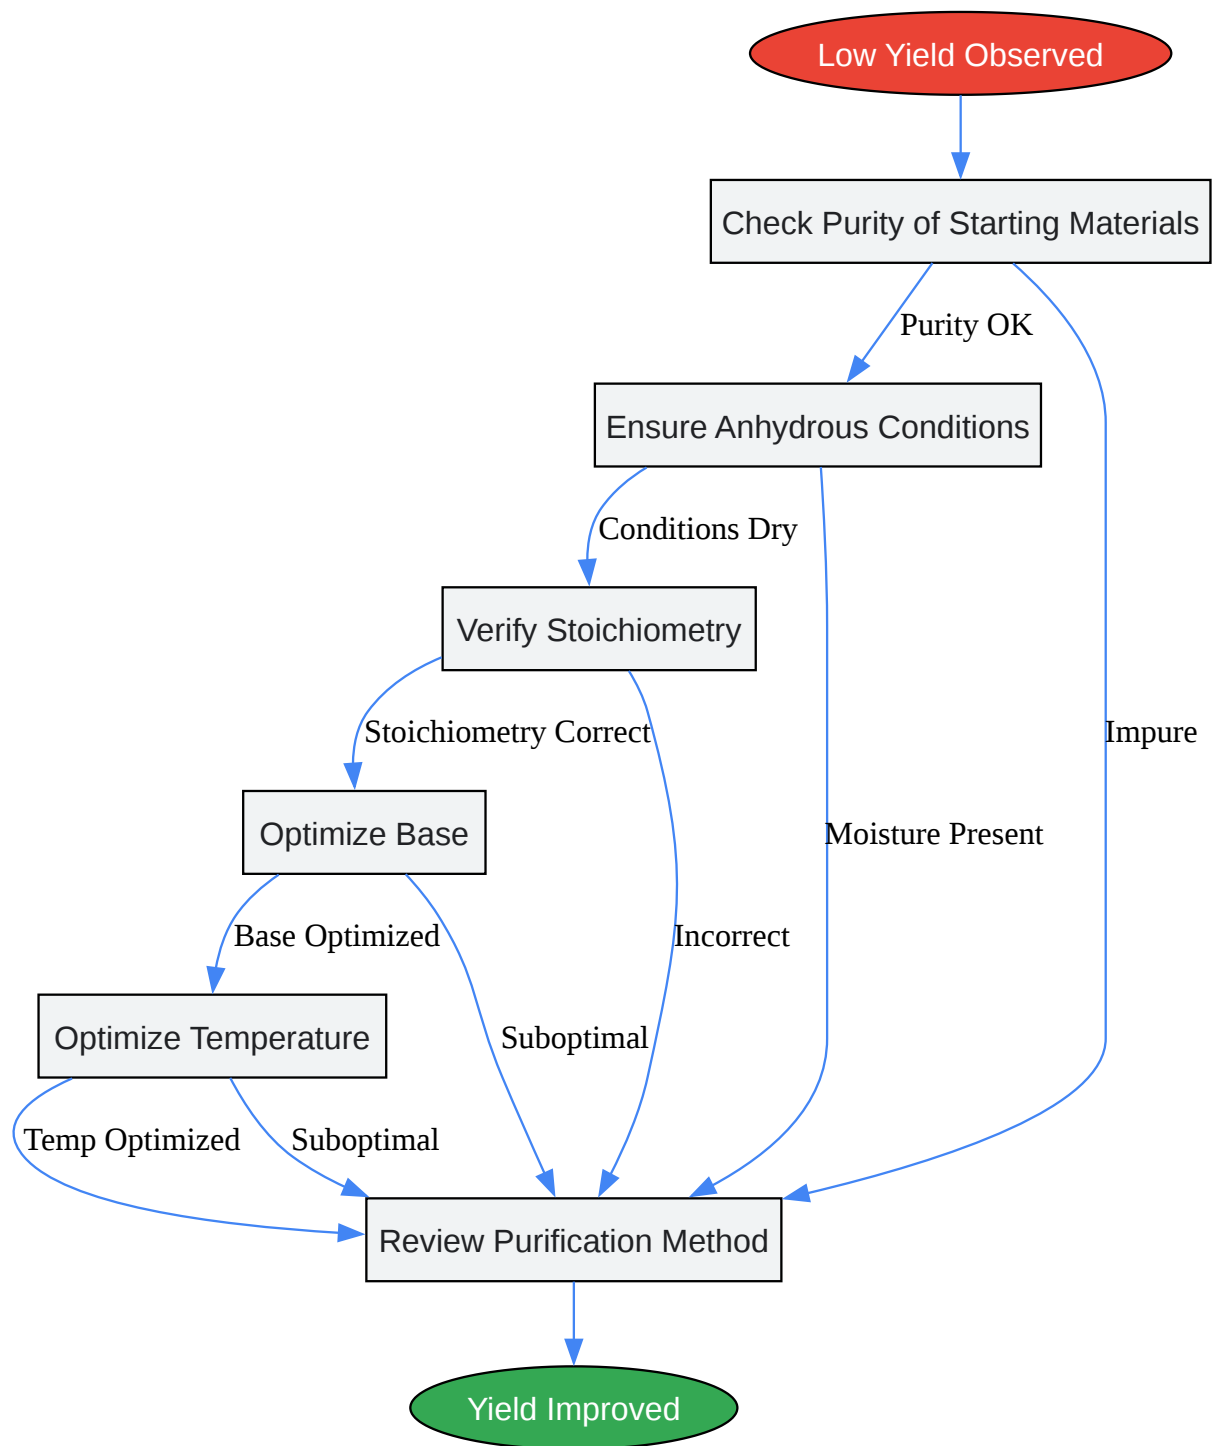 Low Yield Observed
Check Purity of Starting Materials
Purity OK
Ensure Anhydrous Conditions
Conditions Dry
Verify Stoichiometry
Stoichiometry Correct
Impure
Optimize Base
Moisture Present
Base Optimized
Incorrect
Optimize Temperature
Suboptimal
Temp Optimized
Suboptimal
Review Purification Method
Yield Improved